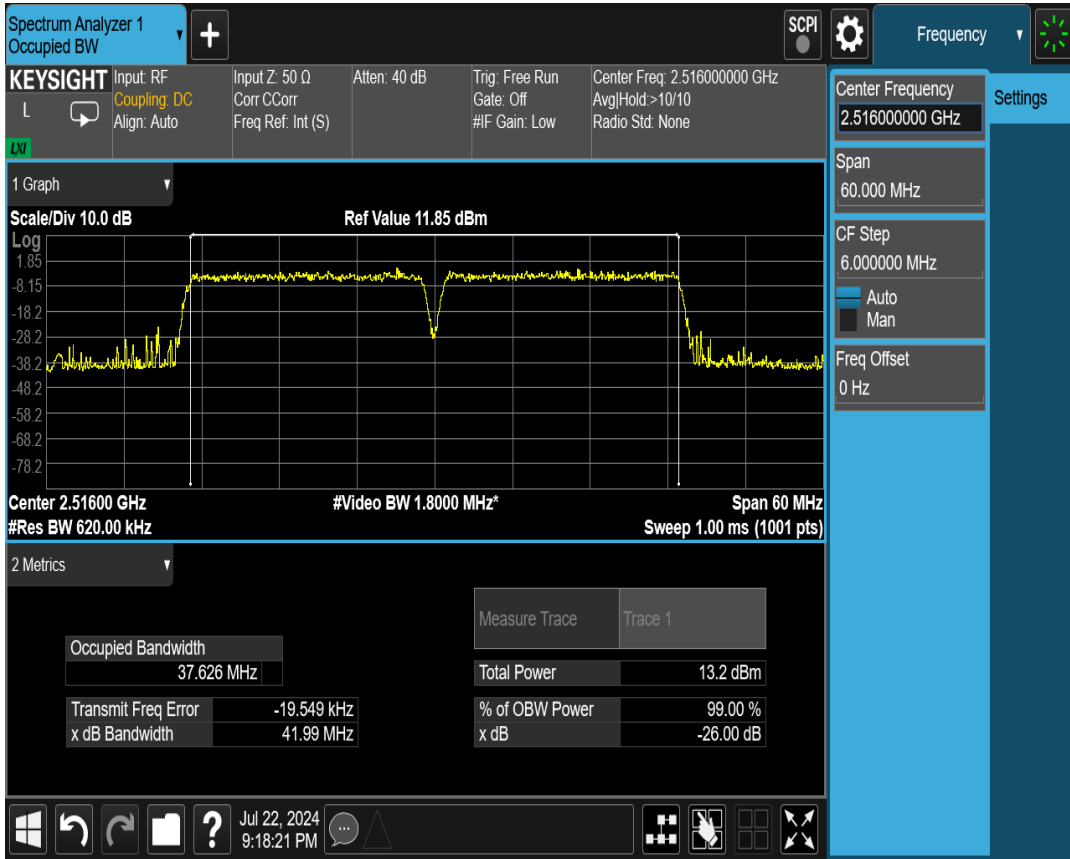 Spectrum Analyzer 1
Occupied BW
+
SCPI
Frequency
KEYSIGHT
L
LXI
Input: RF
Coupling: DC
Align: Auto
Input Z: 50 Ω
Corr CCorr
Freq Ref: Int (S)
Atten: 40 dB
Trig: Free Run
Gate: Off
#IF Gain: Low
Center Freq: 2.516000000 GHz
Avg|Hold:>10/10
Radio Std: None
Center Frequency
2.516000000 GHz
Settings
Span
60.000 MHz
CF Step
6.000000 MHz
Auto
Man
Freq Offset
0 Hz
1 Graph
Scale/Div 10.0 dB
Ref Value 11.85 dBm
Log
1.85
-8.15
-18.2
-28.2
-38.2
-48.2
-58.2
-68.2
-78.2
Center 2.51600 GHz
#Video BW 1.8000 MHz*
Span 60 MHz
#Res BW 620.00 kHz
Sweep 1.00 ms (1001 pts)
2 Metrics
Measure Trace
Trace 1
Occupied Bandwidth
37.626 MHz
Total Power
13.2 dBm
Transmit Freq Error
-19.549 kHz
% of OBW Power
99.00 %
x dB Bandwidth
41.99 MHz
x dB
-26.00 dB
?
Jul 22, 2024
9:18:21 PM